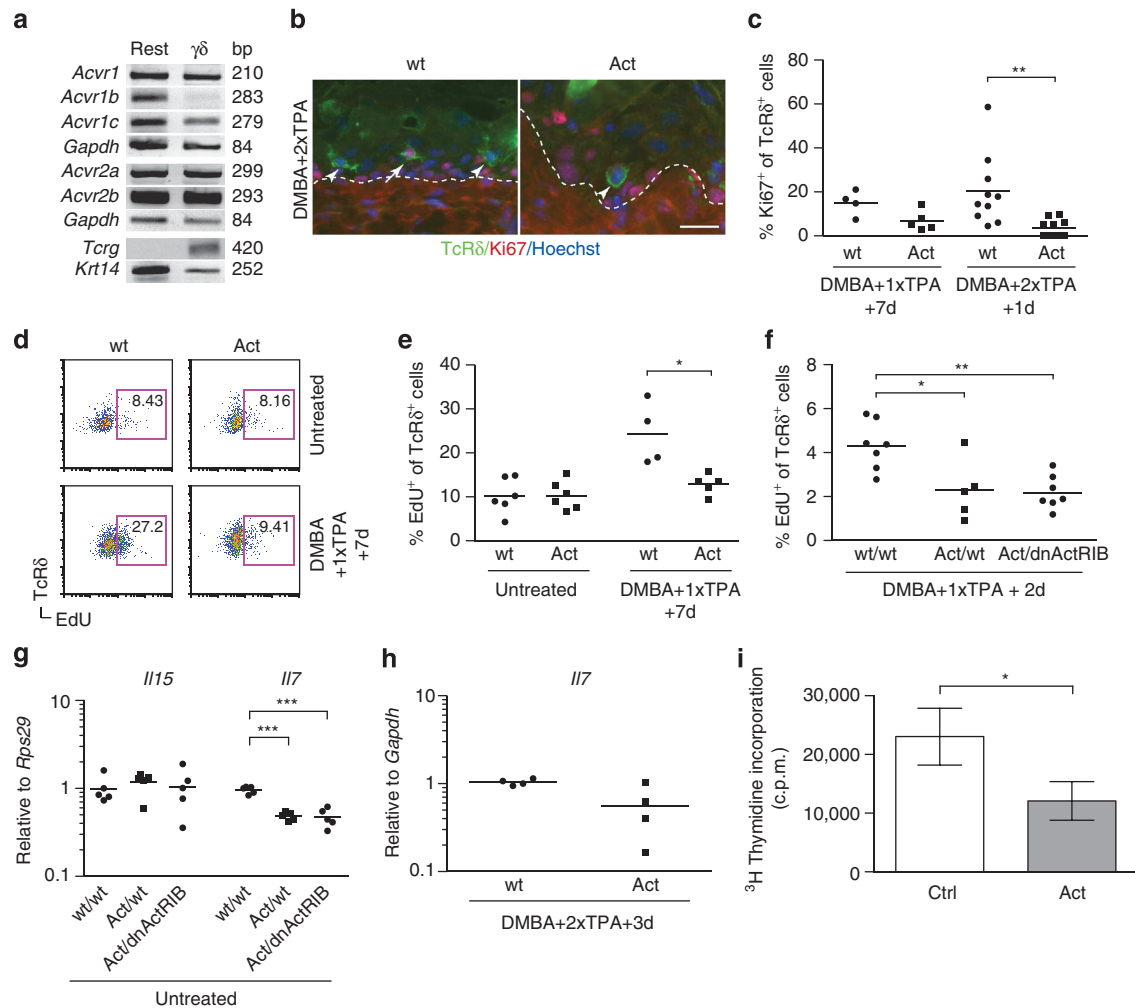 a
Rest γδ bp
Acvr1 210
Acvr1b 283
Acvr1c 279
Gapdh 84
Acvr2a 299
Acvr2b 293
Gapdh 84
Tcrg 420
Krt14 252
b
wt Act
DMBA+2xTPA
TcRδ/Ki67/Hoechst
c
% Ki67+ of TcRδ+ cells
80
60
40
20
0
**
wt Act wt Act
DMBA+1xTPA DMBA+2xTPA
+7d +1d
d
wt Act
8.43 8.16
Untreated
27.2 9.41
DMBA
+1xTPA
+7d
TcRδ
EdU
e
% EdU+ of TcRδ+ cells
40
30
20
10
0
*
wt Act wt Act
Untreated DMBA+1xTPA
+7d
f
% EdU+ of TcRδ+ cells
8
6
4
2
0
**
*
wt/wt Act/wt Act/dnActRIB
DMBA+1xTPA + 2d
g
Il15 Il7
Relative to Rps29
10
1
0.1
***
***
wt/wt Act/wt Act/dnActRIB wt/wt Act/wt Act/dnActRIB
Untreated
h
Il7
Relative to Gapdh
10
1
0.1
wt Act
DMBA+2xTPA+3d
i
3H Thymidine incorporation
(c.p.m.)
30,000
20,000
10,000
0
*
Ctrl Act